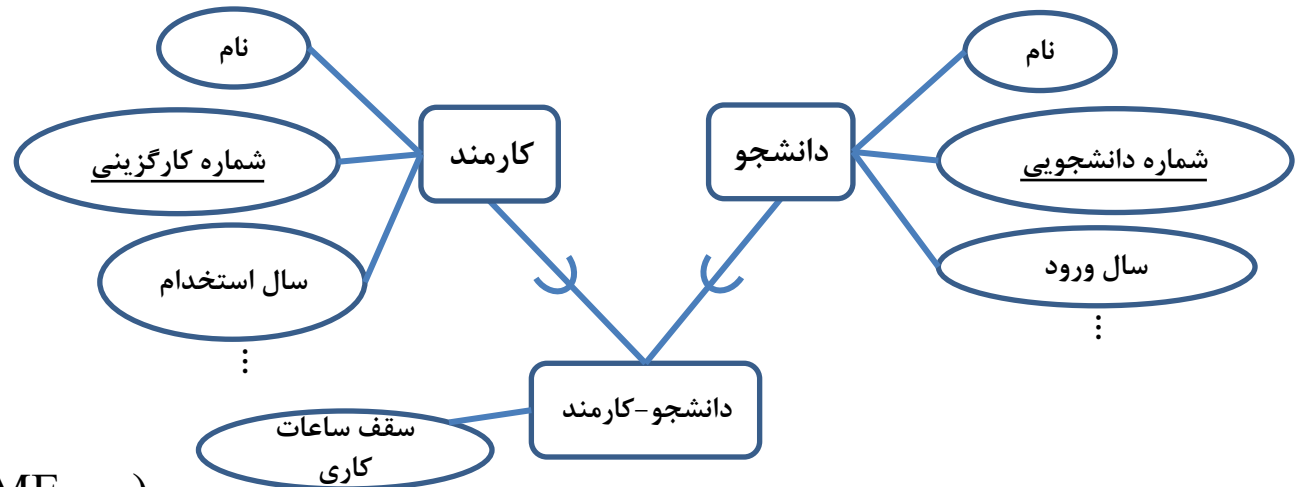 نام
نام
کارمند
دانشجو
شماره کارگزینی
شماره دانشجویی
سال استخدام
سال ورود
⋮
⋮
دانشجو-کارمند
سقف ساعات
کاری